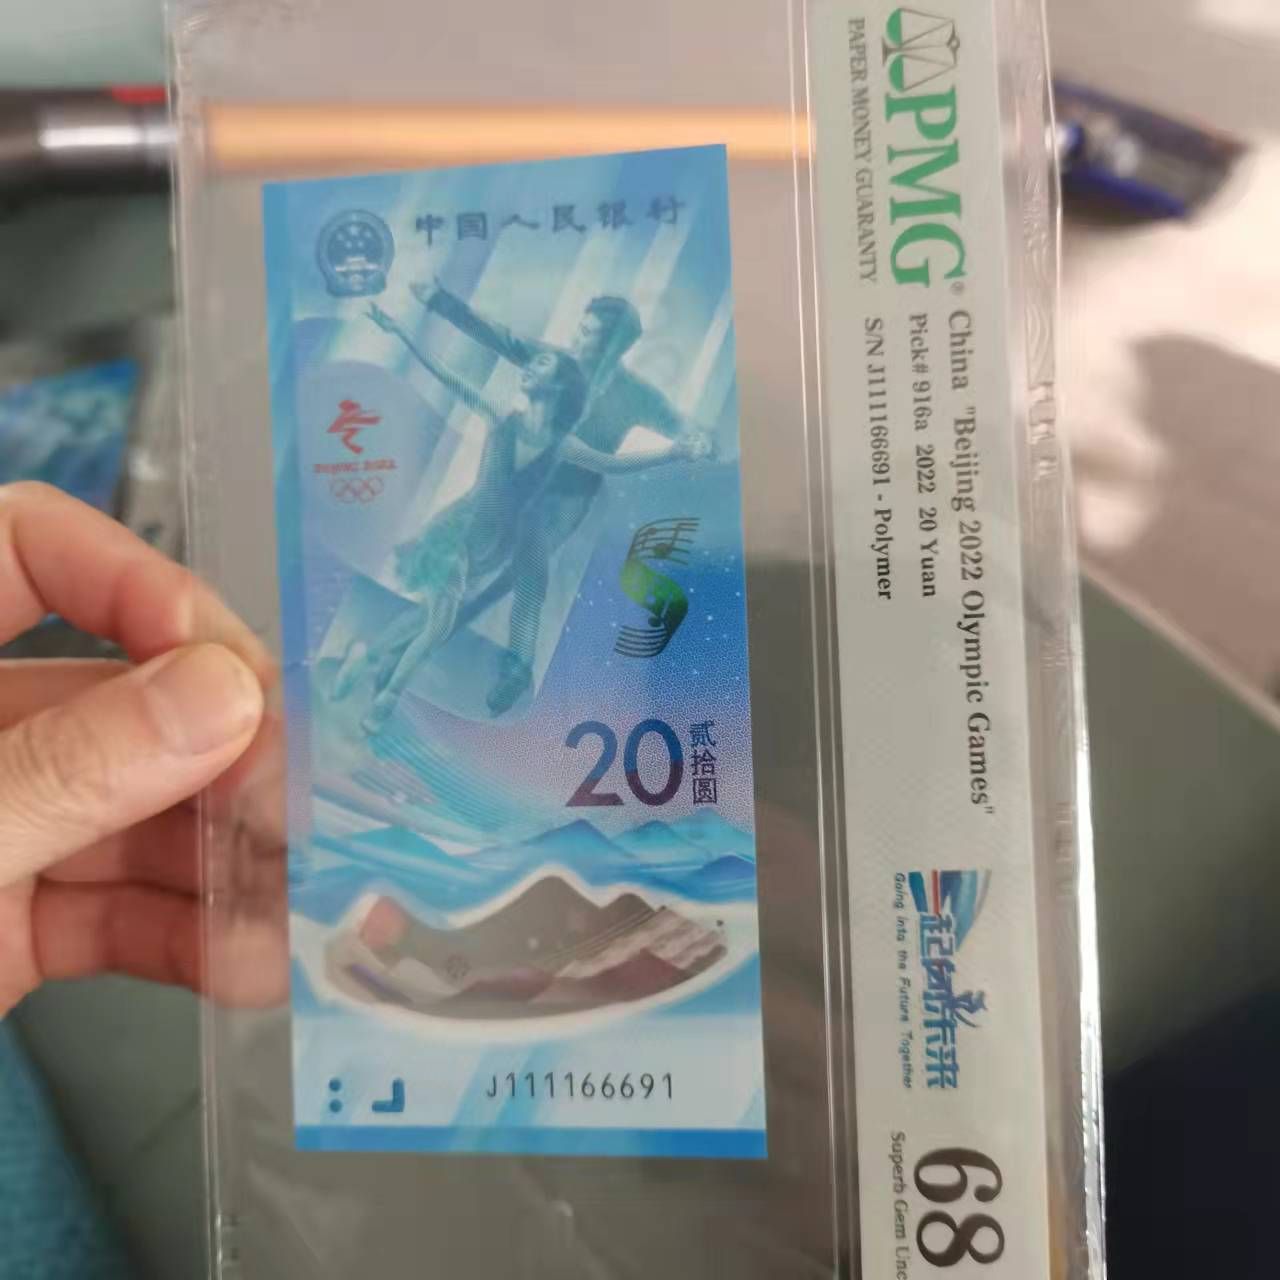 PMG®
PAPER MONEY GUARANTY
China "Beijing 2022 Olympic Games"
Pick# 916a 2022 20 Yuan
S/N J111166691 - Polymer
一起向未来
Going into the Future Together
68
Superb Gem Unc
中国人民银行
20
贰拾圆
J111166691